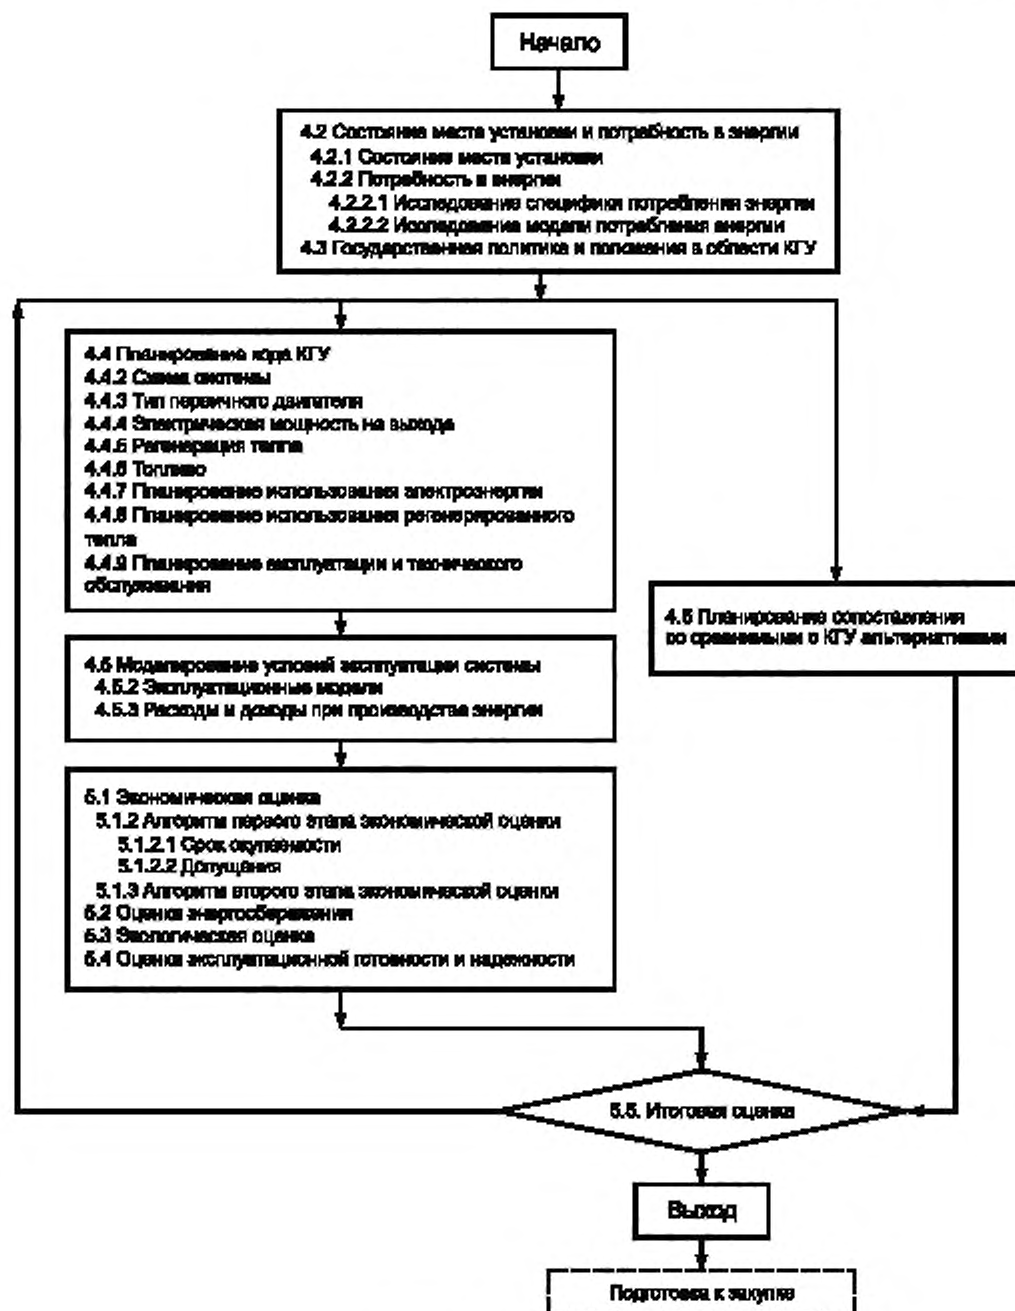 Начало
4.2 Состояние места установки и потребность в энергии
4.2.1 Состояние места установки
4.2.2 Потребность в энергии
4.2.2.1 Исследование специфики потребления энергии
4.2.2.2 Исследование модели потребления энергии
4.3 Государственная политика и положения в области КГУ
4.4 Планирование хода КГУ
4.4.2 Схема системы
4.4.3 Тип первичного двигателя
4.4.4 Электрическая мощность на выходе
4.4.5 Регенерация тепла
4.4.6 Топливо
4.4.7 Планирование использования электроэнергии
4.4.8 Планирование использования регенерированного
тепла
4.4.9 Планирование эксплуатации и технического
обслуживания
4.6 Планирование сопоставления
со сравнимыми с КГУ альтернативами
4.5 Моделирование условий эксплуатации системы
4.5.2 Эксплуатационные модели
4.5.3 Расходы и доходы при производстве энергии
5.1 Экономическая оценка
5.1.2 Алгоритм первого этапа экономической оценки
5.1.2.1 Срок окупаемости
5.1.2.2 Допущения
5.1.3 Алгоритм второго этапа экономической оценки
5.2 Оценка энергосбережения
5.3 Экологическая оценка
5.4 Оценка эксплуатационной готовности и надежности
5.5. Итоговая оценка
Выход
Подготовка к закупке